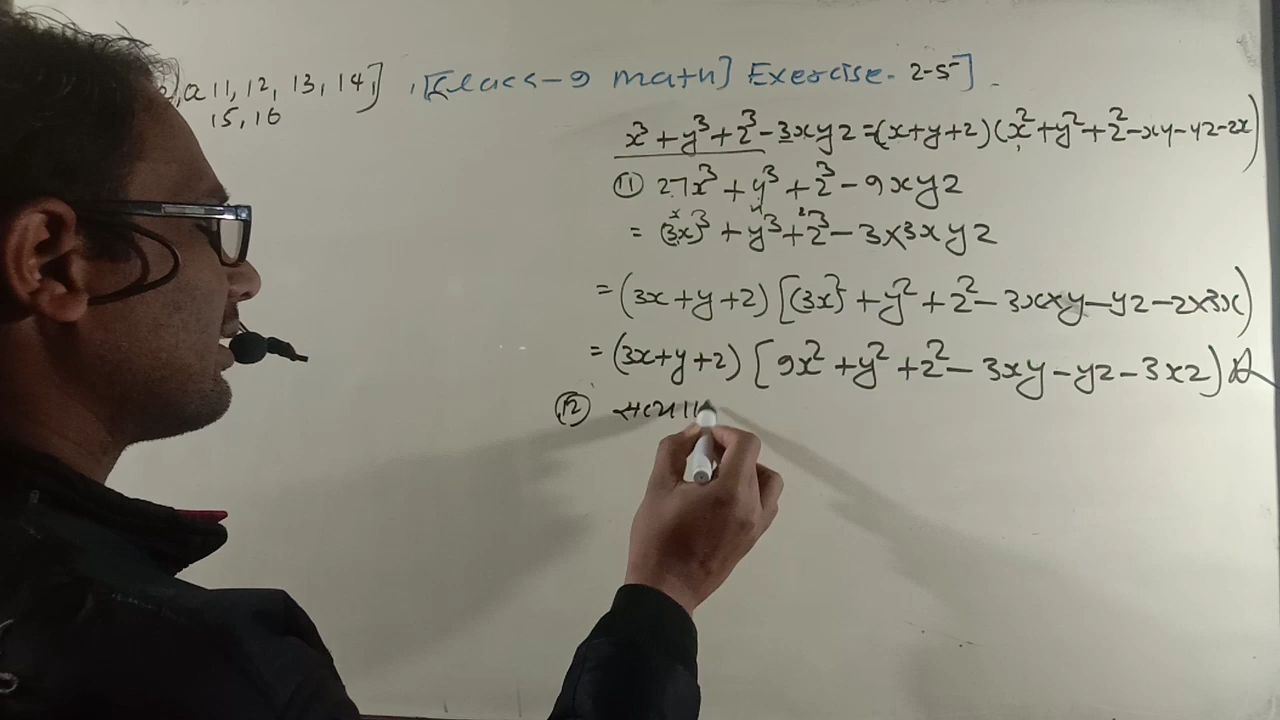 , a 11, 12, 13, 14] , [Class-9 math] Exercise. 2-5] .
15, 16
x³ + y³ + z³ - 3xyz = (x+y+z)(x²+y²+z²-xy-yz-zx)
(11) 27x³ + y³ + z³ - 9xyz
= (3x)³ + y³ + z³ - 3×3xyz
= (3x+y+z) [(3x)² + y² + z² - 3x×y - yz - z×3x)
= (3x+y+z) [9x² + y² + z² - 3xy - yz - 3xz)
(12)